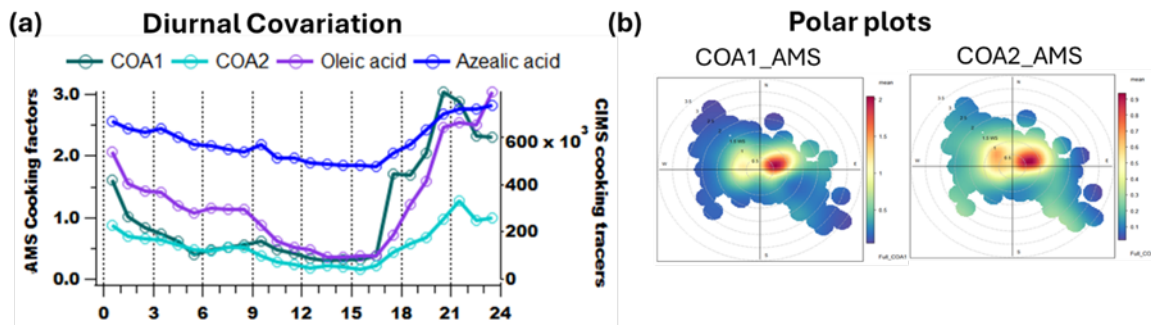 (a) Diurnal Covariation
COA1 COA2 Oleic acid Azealic acid
AMS Cooking factors
3.0
2.0
1.0
0.0
CIMS cooking tracers
600 x 10³
400
200
0
0 3 6 9 12 15 18 21 24
(b) Polar plots
COA1_AMS
COA2_AMS
mean
2
1.5
1
0.5
Full_COA1
N
W
E
S
mean
0.9
0.8
0.7
0.6
0.5
0.4
0.3
0.2
0.1
Full_CO
N
W
E
S